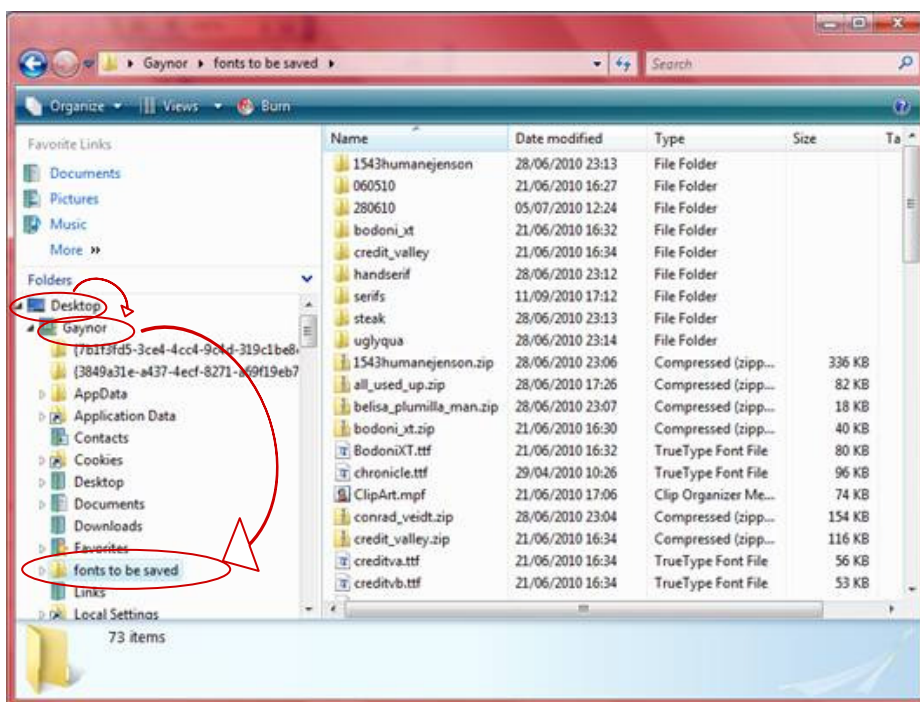 Gaynor fonts to be saved Search
Organize Views Burn
Favorite Links
Documents
Pictures
Music
More »
Folders
Desktop
Gaynor
{7b1f3fd5-3ce4-4cc4-9c4d-319c1be8
{3849a31e-a437-4ecf-8271-a69f19eb7
AppData
Application Data
Contacts
Cookies
Desktop
Documents
Downloads
Favorites
fonts to be saved
Links
Local Settings
Name Date modified Type Size Ta
1543humanejenson 28/06/2010 23:13 File Folder
060510 21/06/2010 16:27 File Folder
280610 05/07/2010 12:24 File Folder
bodoni_xt 21/06/2010 16:32 File Folder
credit_valley 21/06/2010 16:34 File Folder
handserif 28/06/2010 23:12 File Folder
serifs 11/09/2010 17:12 File Folder
steak 28/06/2010 23:13 File Folder
uglyqua 28/06/2010 23:14 File Folder
1543humanejenson.zip 28/06/2010 23:06 Compressed (zipp... 336 KB
all_used_up.zip 28/06/2010 17:26 Compressed (zipp... 82 KB
belisa_plumilla_man.zip 28/06/2010 23:07 Compressed (zipp... 18 KB
bodoni_xt.zip 21/06/2010 16:30 Compressed (zipp... 40 KB
BodoniXT.ttf 21/06/2010 16:32 TrueType Font File 80 KB
chronicle.ttf 29/04/2010 10:26 TrueType Font File 96 KB
ClipArt.mpf 21/06/2010 17:06 Clip Organizer Me... 74 KB
conrad_veidt.zip 28/06/2010 23:04 Compressed (zipp... 154 KB
credit_valley.zip 21/06/2010 16:34 Compressed (zipp... 116 KB
creditva.ttf 21/06/2010 16:34 TrueType Font File 56 KB
creditvb.ttf 21/06/2010 16:34 TrueType Font File 53 KB
73 items